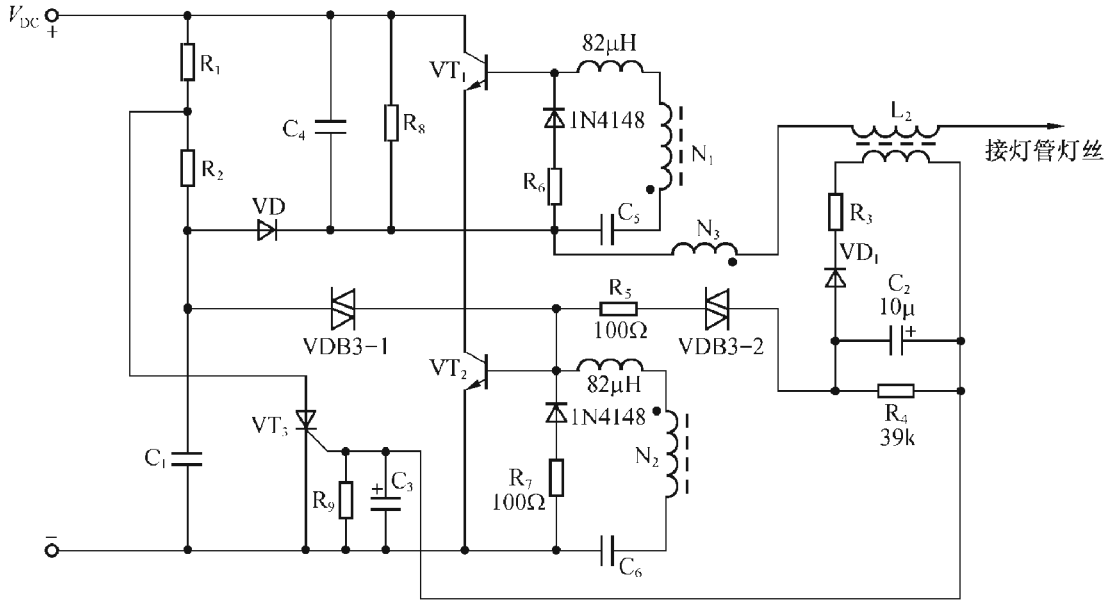 V_DC
+
R₁
R₂
VD
C₄
R₈
VT₁
82μH
1N4148
R₆
N₁
C₅
N₃
L₂
接灯管灯丝
R₃
VD₁
C₂
10μ
+
R₅
100Ω
VDB3-1
VDB3-2
VT₂
82μH
1N4148
R₄
39k
VT₃
C₁
R₉
+
C₃
R₇
100Ω
N₂
C₆
−